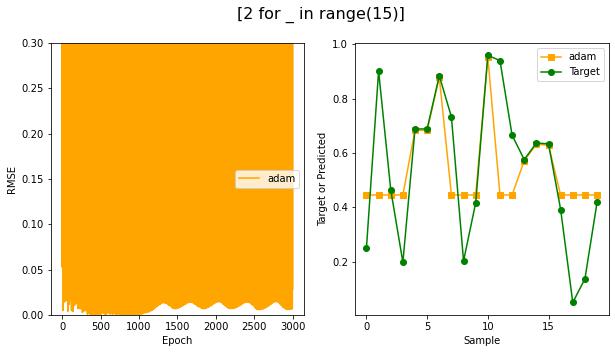 [2 for _ in range(15)]
0.30
0.25
0.20
0.15
0.10
0.05
0.00
RMSE
adam
0 500 1000 1500 2000 2500 3000
Epoch
1.0
0.8
0.6
0.4
0.2
Target or Predicted
adam
Target
0 5 10 15
Sample